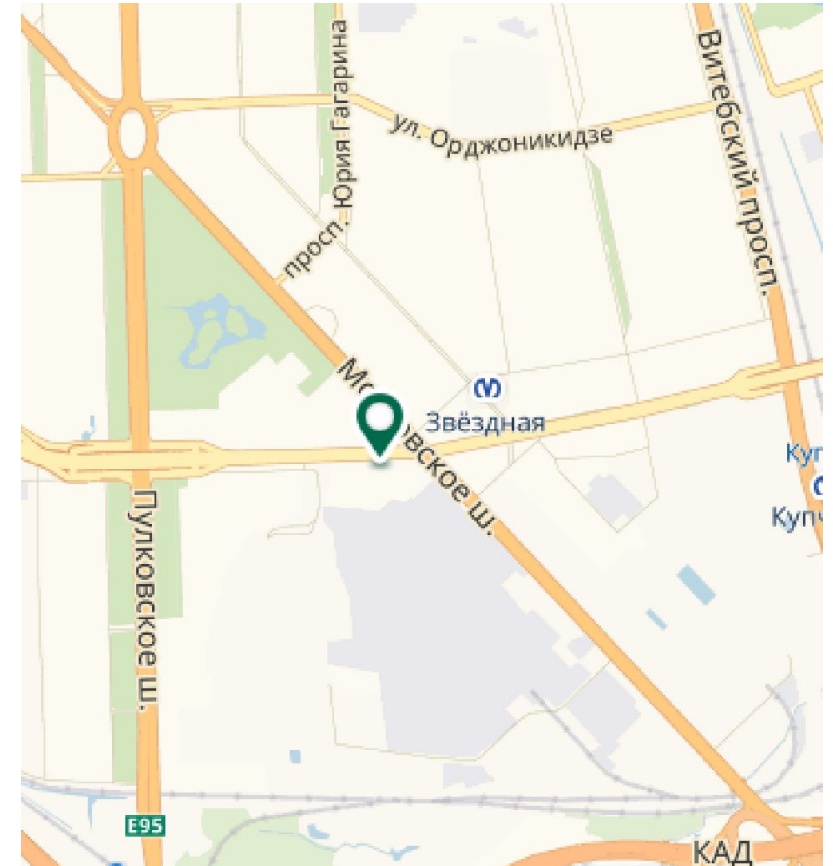 просп. Юрия Гагарина
ул. Орджоникидзе
Витебский просп.
Звёздная
ш.
Пулковское ш.
E95
КАД